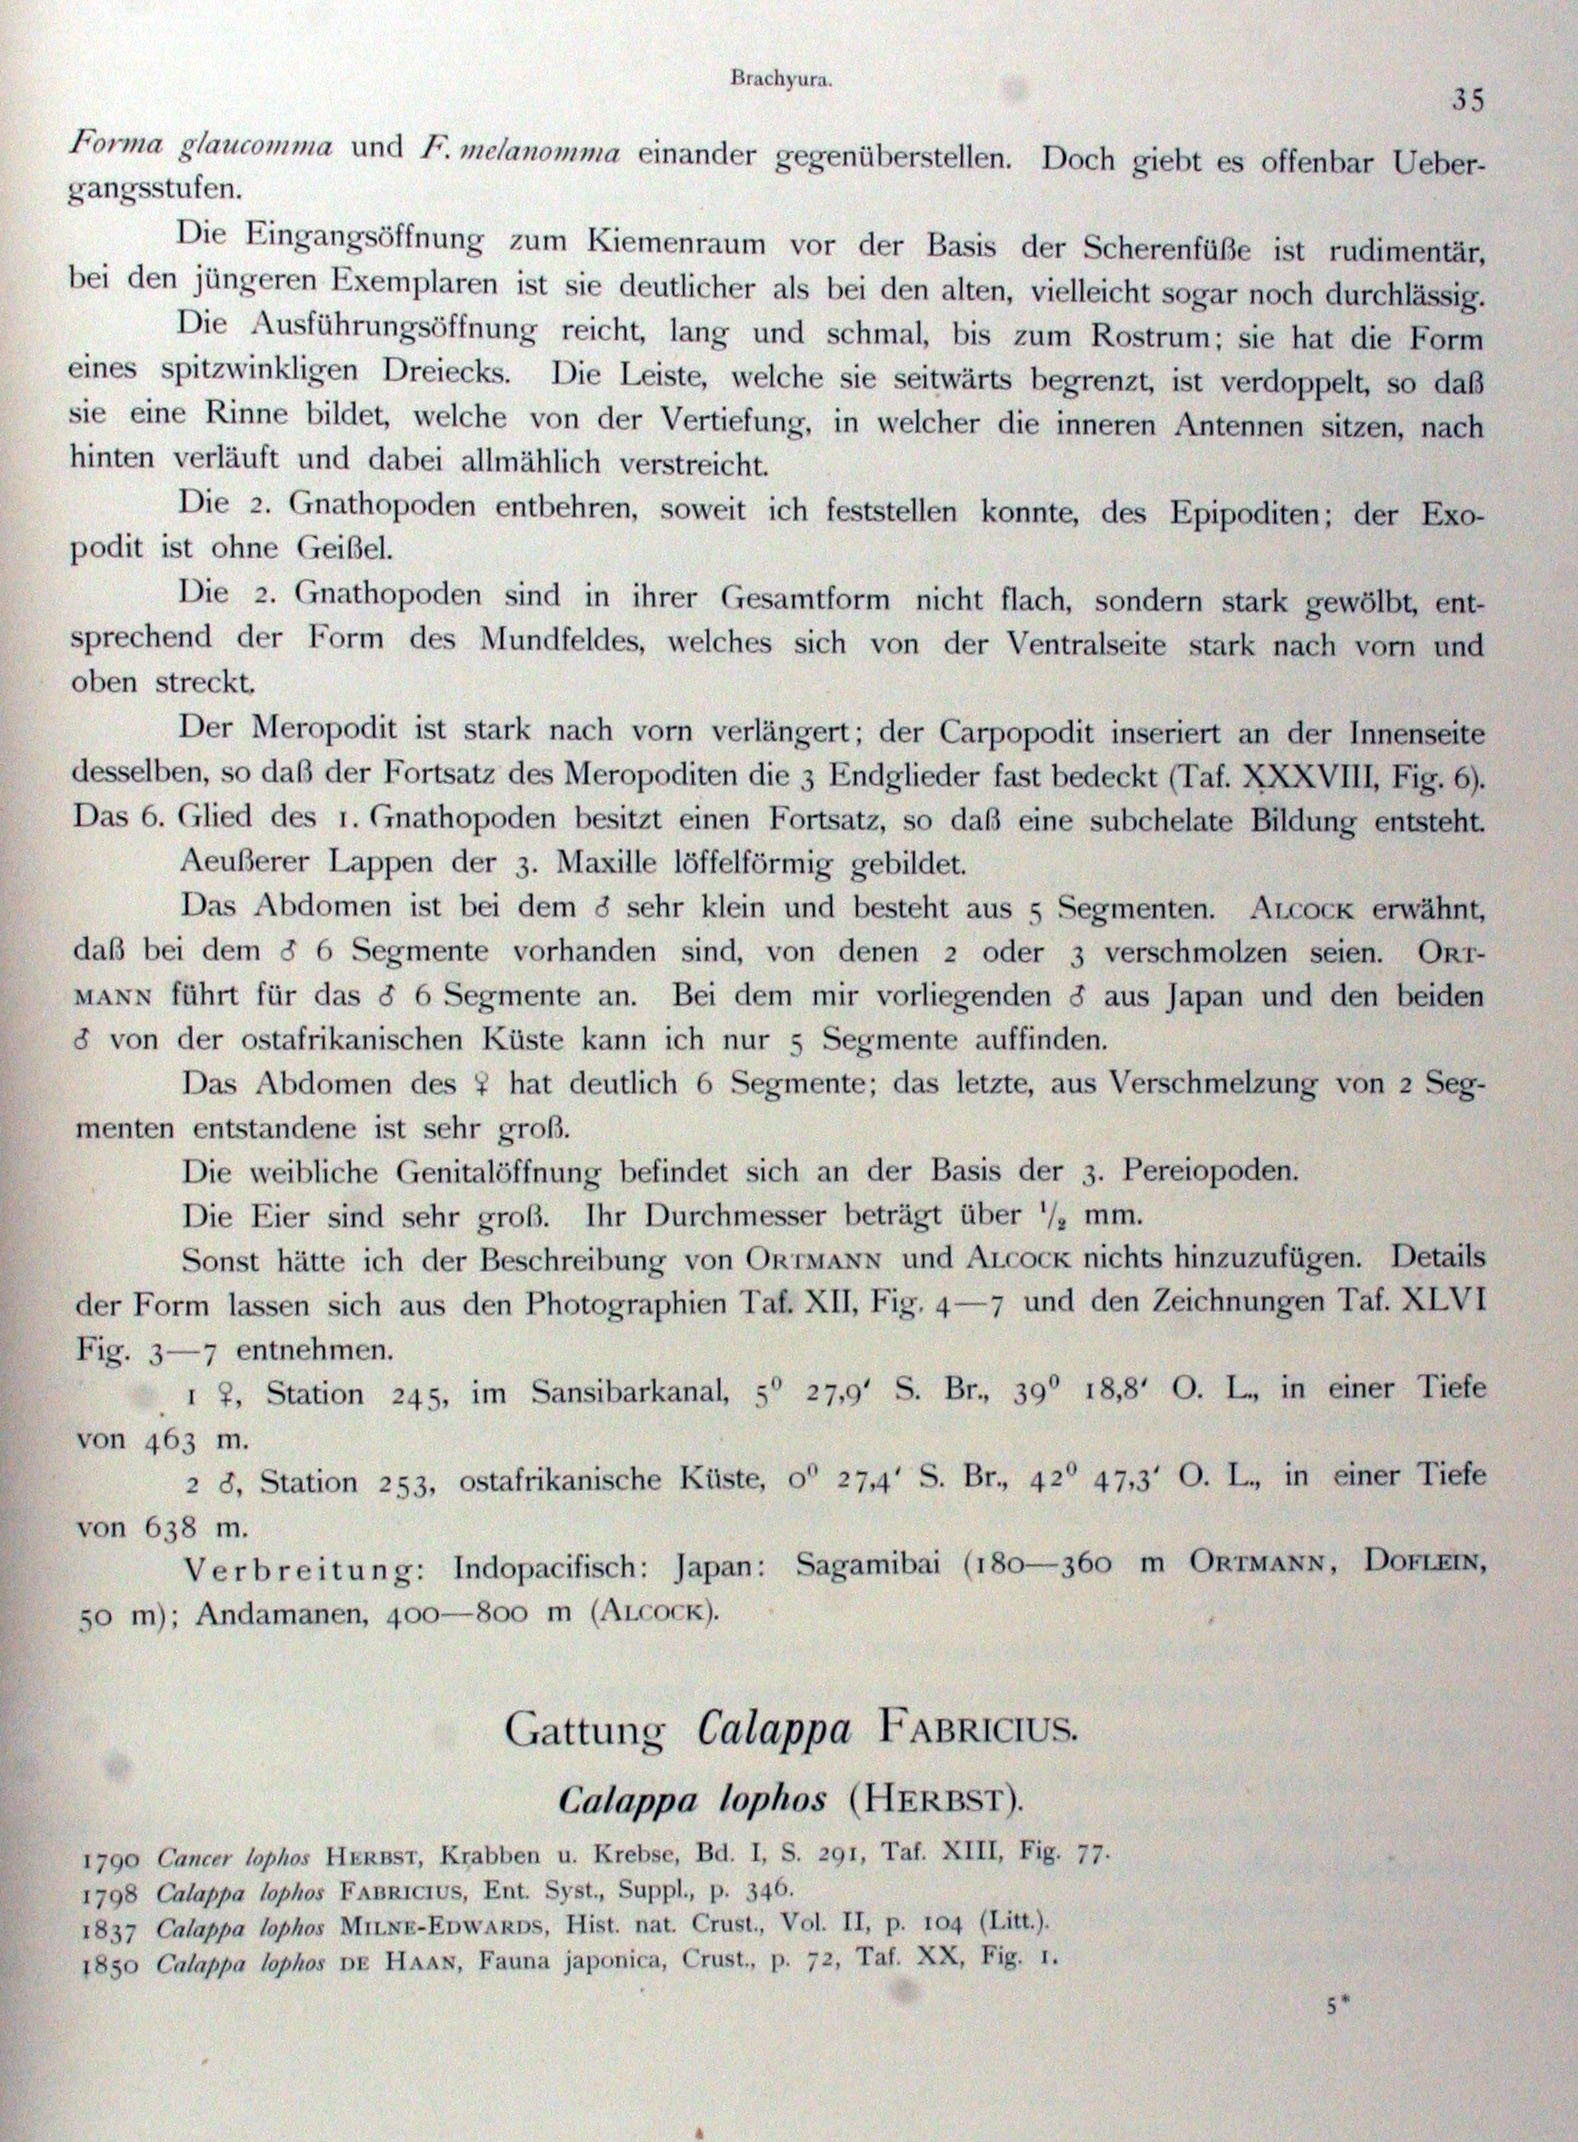 Brachyura.
35
Forma glaucomma und F. melanomma einander gegenüberstellen. Doch giebt es offenbar Ueber-
gangsstufen.
Die Eingangsöffnung zum Kiemenraum vor der Basis der Scherenfüße ist rudimentär,
bei den jüngeren Exemplaren ist sie deutlicher als bei den alten, vielleicht sogar noch durchlässig.
Die Ausführungsöffnung reicht, lang und schmal, bis zum Rostrum; sie hat die Form
eines spitzwinkligen Dreiecks. Die Leiste, welche sie seitwärts begrenzt, ist verdoppelt, so daß
sie eine Rinne bildet, welche von der Vertiefung, in welcher die inneren Antennen sitzen, nach
hinten verläuft und dabei allmählich verstreicht.
Die 2. Gnathopoden entbehren, soweit ich feststellen konnte, des Epipoditen; der Exo-
podit ist ohne Geißel.
Die 2. Gnathopoden sind in ihrer Gesamtform nicht flach, sondern stark gewölbt, ent-
sprechend der Form des Mundfeldes, welches sich von der Ventralseite stark nach vorn und
oben streckt.
Der Meropodit ist stark nach vorn verlängert; der Carpopodit inseriert an der Innenseite
desselben, so daß der Fortsatz des Meropoditen die 3 Endglieder fast bedeckt (Taf. XXXVIII, Fig. 6).
Das 6. Glied des 1. Gnathopoden besitzt einen Fortsatz, so daß eine subchelate Bildung entsteht.
Aeußerer Lappen der 3. Maxille löffelförmig gebildet.
Das Abdomen ist bei dem ♂ sehr klein und besteht aus 5 Segmenten. ALCOCK erwähnt,
daß bei dem ♂ 6 Segmente vorhanden sind, von denen 2 oder 3 verschmolzen seien. ORT-
MANN führt für das ♂ 6 Segmente an. Bei dem mir vorliegenden ♂ aus Japan und den beiden
♂ von der ostafrikanischen Küste kann ich nur 5 Segmente auffinden.
Das Abdomen des ♀ hat deutlich 6 Segmente; das letzte, aus Verschmelzung von 2 Seg-
menten entstandene ist sehr groß.
Die weibliche Genitalöffnung befindet sich an der Basis der 3. Pereiopoden.
Die Eier sind sehr groß. Ihr Durchmesser beträgt über ½ mm.
Sonst hätte ich der Beschreibung von ORTMANN und ALCOCK nichts hinzuzufügen. Details
der Form lassen sich aus den Photographien Taf. XII, Fig. 4—7 und den Zeichnungen Taf. XLVI
Fig. 3—7 entnehmen.
1 ♀, Station 245, im Sansibarkanal, 5⁰ 27,9' S. Br., 39⁰ 18,8' O. L., in einer Tiefe
von 463 m.
2 ♂, Station 253, ostafrikanische Küste, 0⁰ 27,4' S. Br., 42⁰ 47,3' O. L., in einer Tiefe
von 638 m.
Verbreitung: Indopacifisch: Japan: Sagamibai (180—360 m ORTMANN, DOFLEIN,
50 m); Andamanen, 400—800 m (ALCOCK).
Gattung Calappa FABRICIUS.
Calappa lophos (HERBST).
1790 Cancer lophos HERBST, Krabben u. Krebse, Bd. I, S. 291, Taf. XIII, Fig. 77.
1798 Calappa lophos FABRICIUS, Ent. Syst., Suppl., p. 346.
1837 Calappa lophos MILNE-EDWARDS, Hist. nat. Crust., Vol. II, p. 104 (Litt.).
1850 Calappa lophos DE HAAN, Fauna japonica, Crust., p. 72, Taf. XX, Fig. 1.
5*